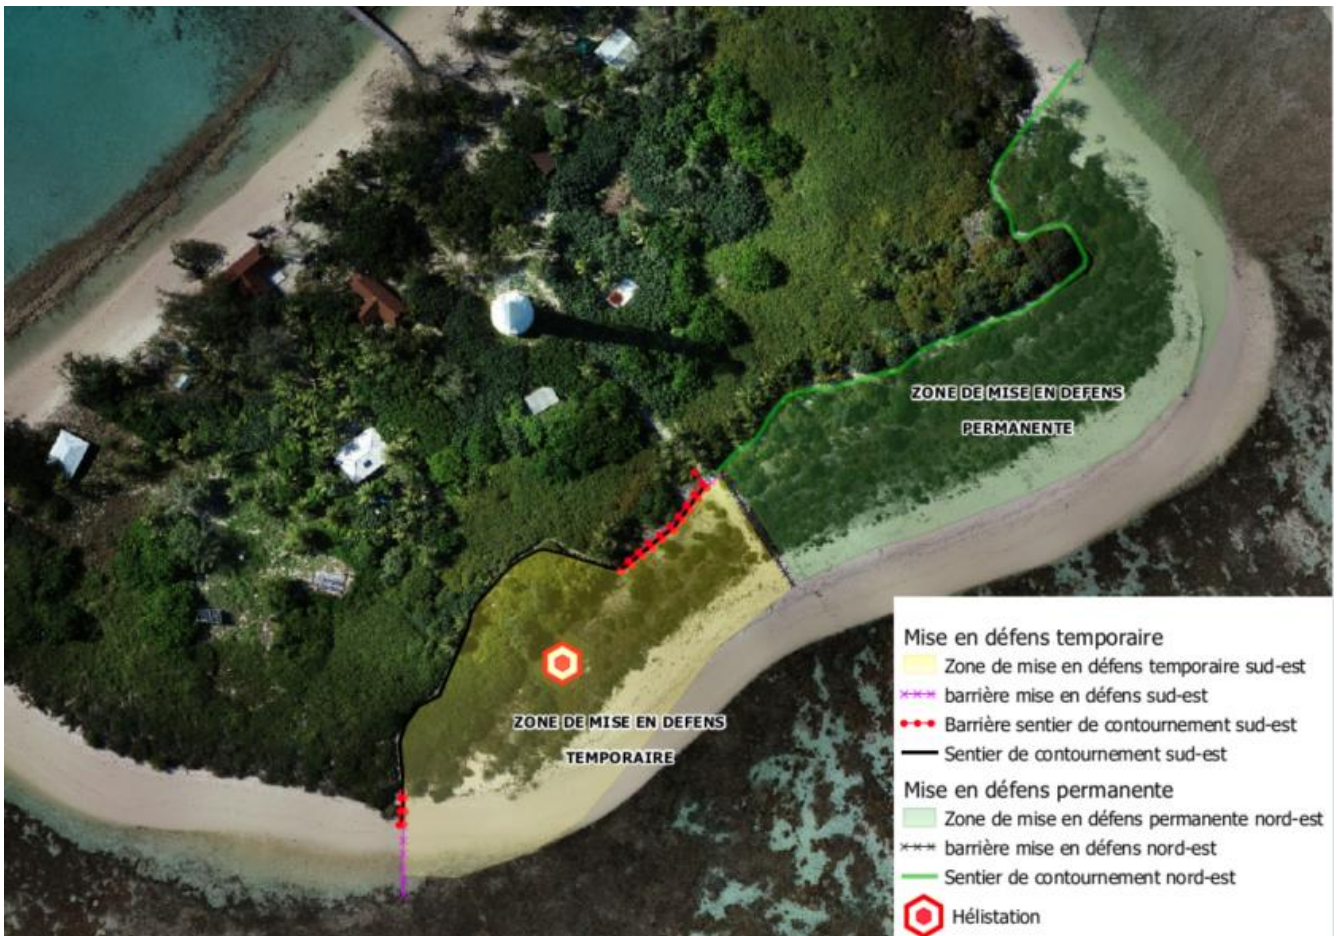 ZONE DE MISE EN DEFENS
PERMANENTE
ZONE DE MISE EN DEFENS
TEMPORAIRE
Mise en défens temporaire
Zone de mise en défens temporaire sud-est
barrière mise en défens sud-est
Barrière sentier de contournement sud-est
Sentier de contournement sud-est
Mise en défens permanente
Zone de mise en défens permanente nord-est
barrière mise en défens nord-est
Sentier de contournement nord-est
Hélistation